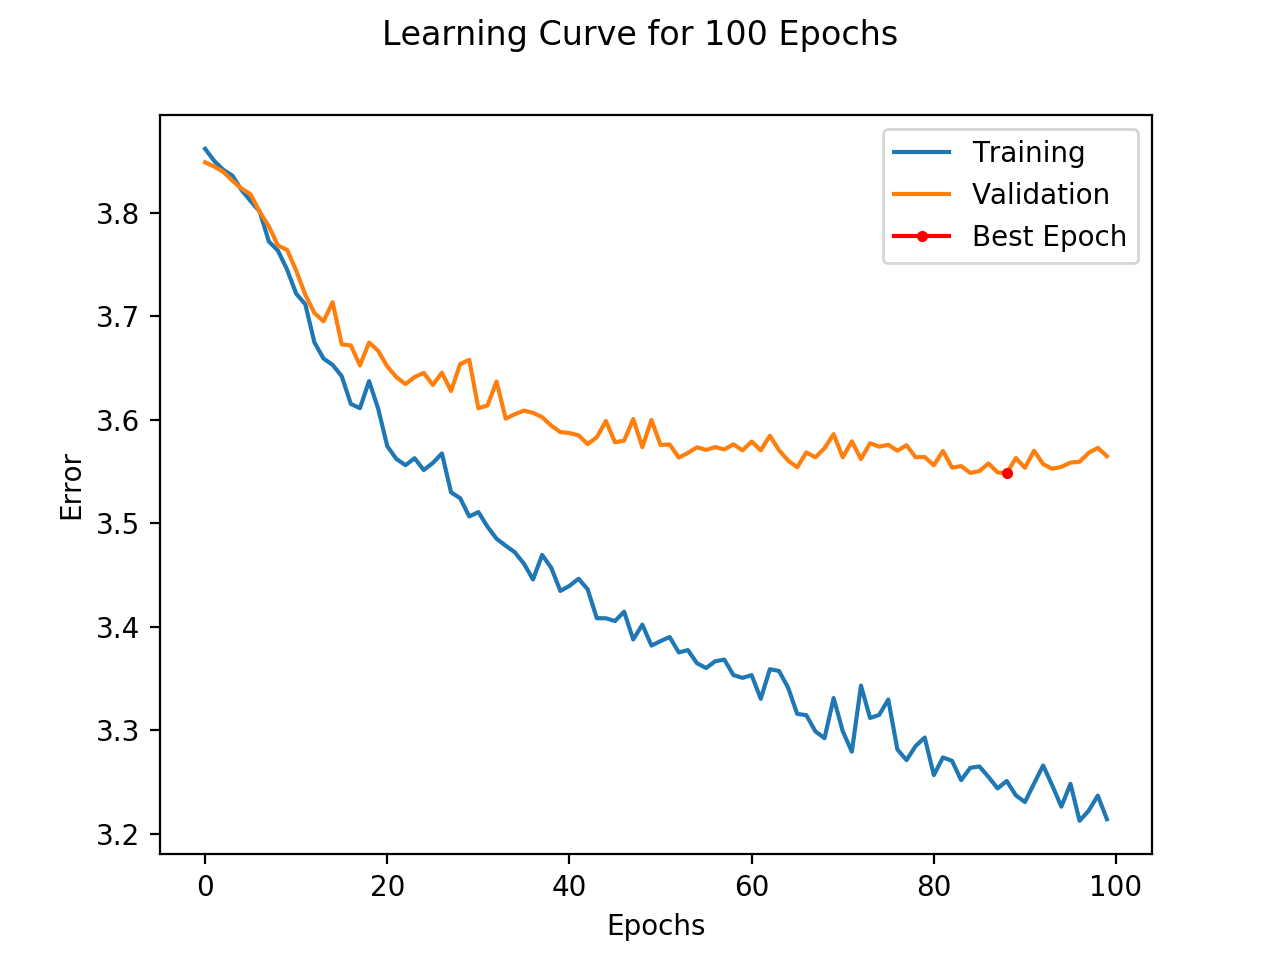 Learning Curve for 100 Epochs
Training
Validation
Best Epoch
3.8
3.7
3.6
3.5
3.4
3.3
3.2
Error
0 20 40 60 80 100
Epochs